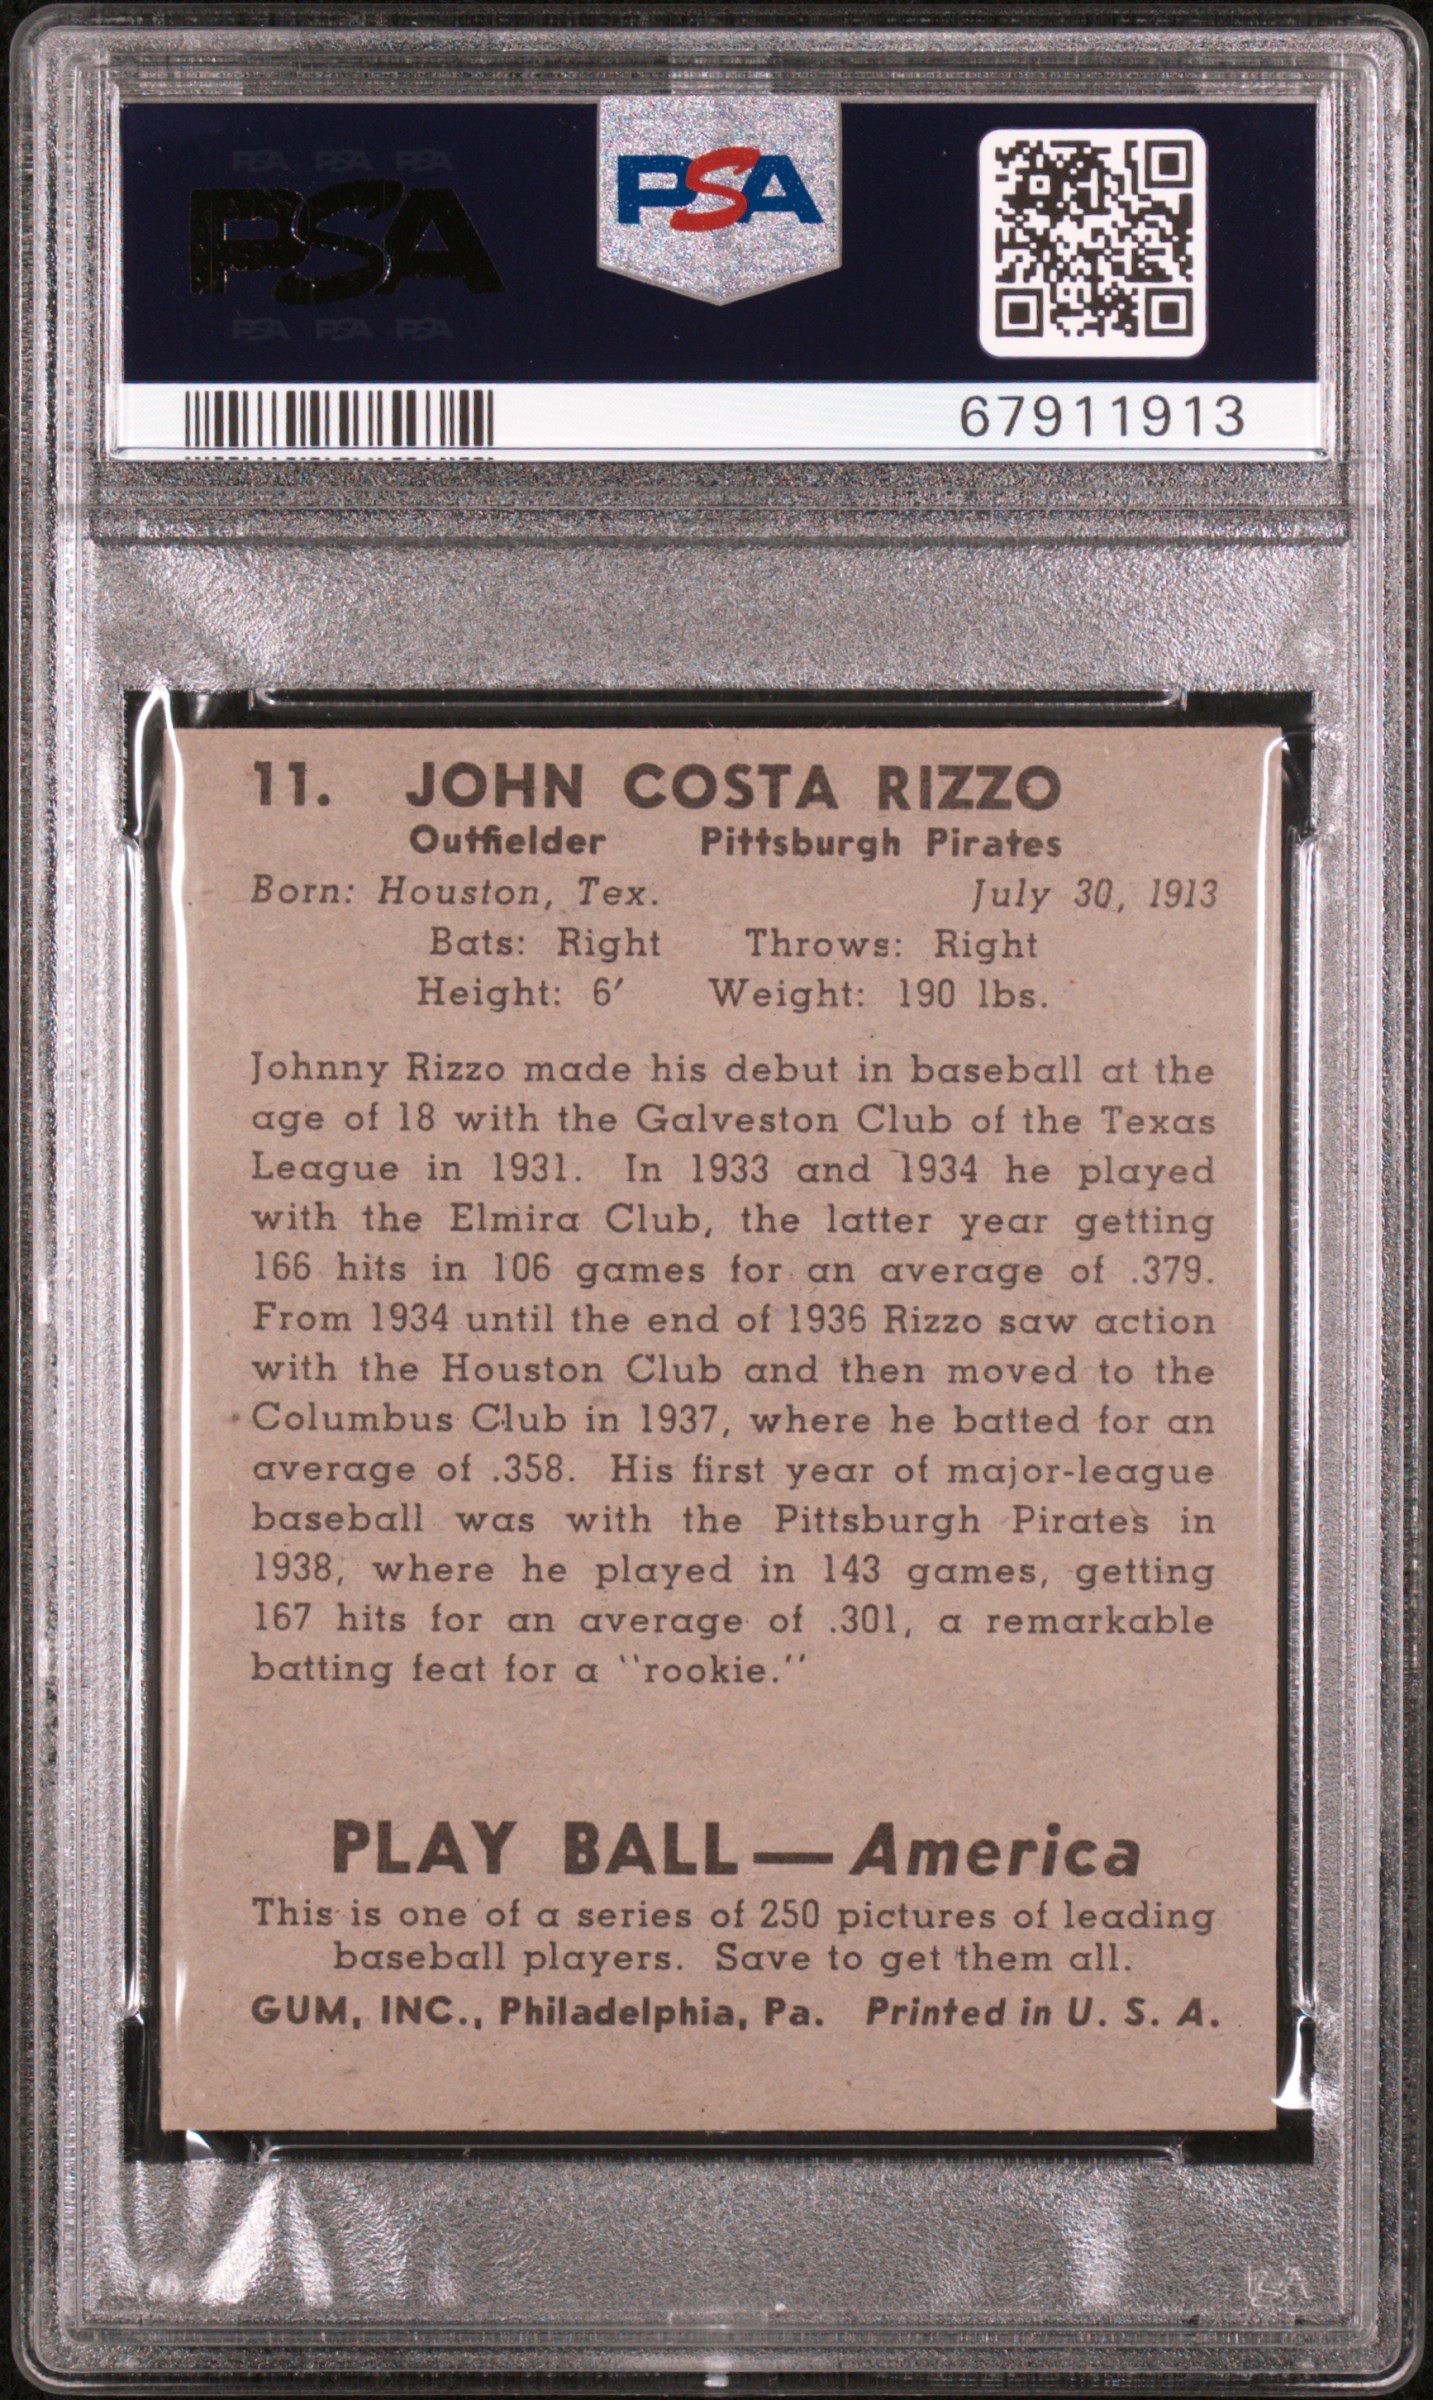 PSA PSA PSA
PSA
PSA PSA PSA
PSA
67911913
11. JOHN COSTA RIZZO
Outfielder Pittsburgh Pirates
Born: Houston, Tex. July 30, 1913
Bats: Right Throws: Right
Height: 6′ Weight: 190 lbs.
Johnny Rizzo made his debut in baseball at the
age of 18 with the Galveston Club of the Texas
League in 1931. In 1933 and 1934 he played
with the Elmira Club, the latter year getting
166 hits in 106 games for an average of .379.
From 1934 until the end of 1936 Rizzo saw action
with the Houston Club and then moved to the
Columbus Club in 1937, where he batted for an
average of .358. His first year of major-league
baseball was with the Pittsburgh Pirates in
1938, where he played in 143 games, getting
167 hits for an average of .301, a remarkable
batting feat for a "rookie."
PLAY BALL — America
This is one of a series of 250 pictures of leading
baseball players. Save to get them all.
GUM, INC., Philadelphia, Pa. Printed in U. S. A.
PSA